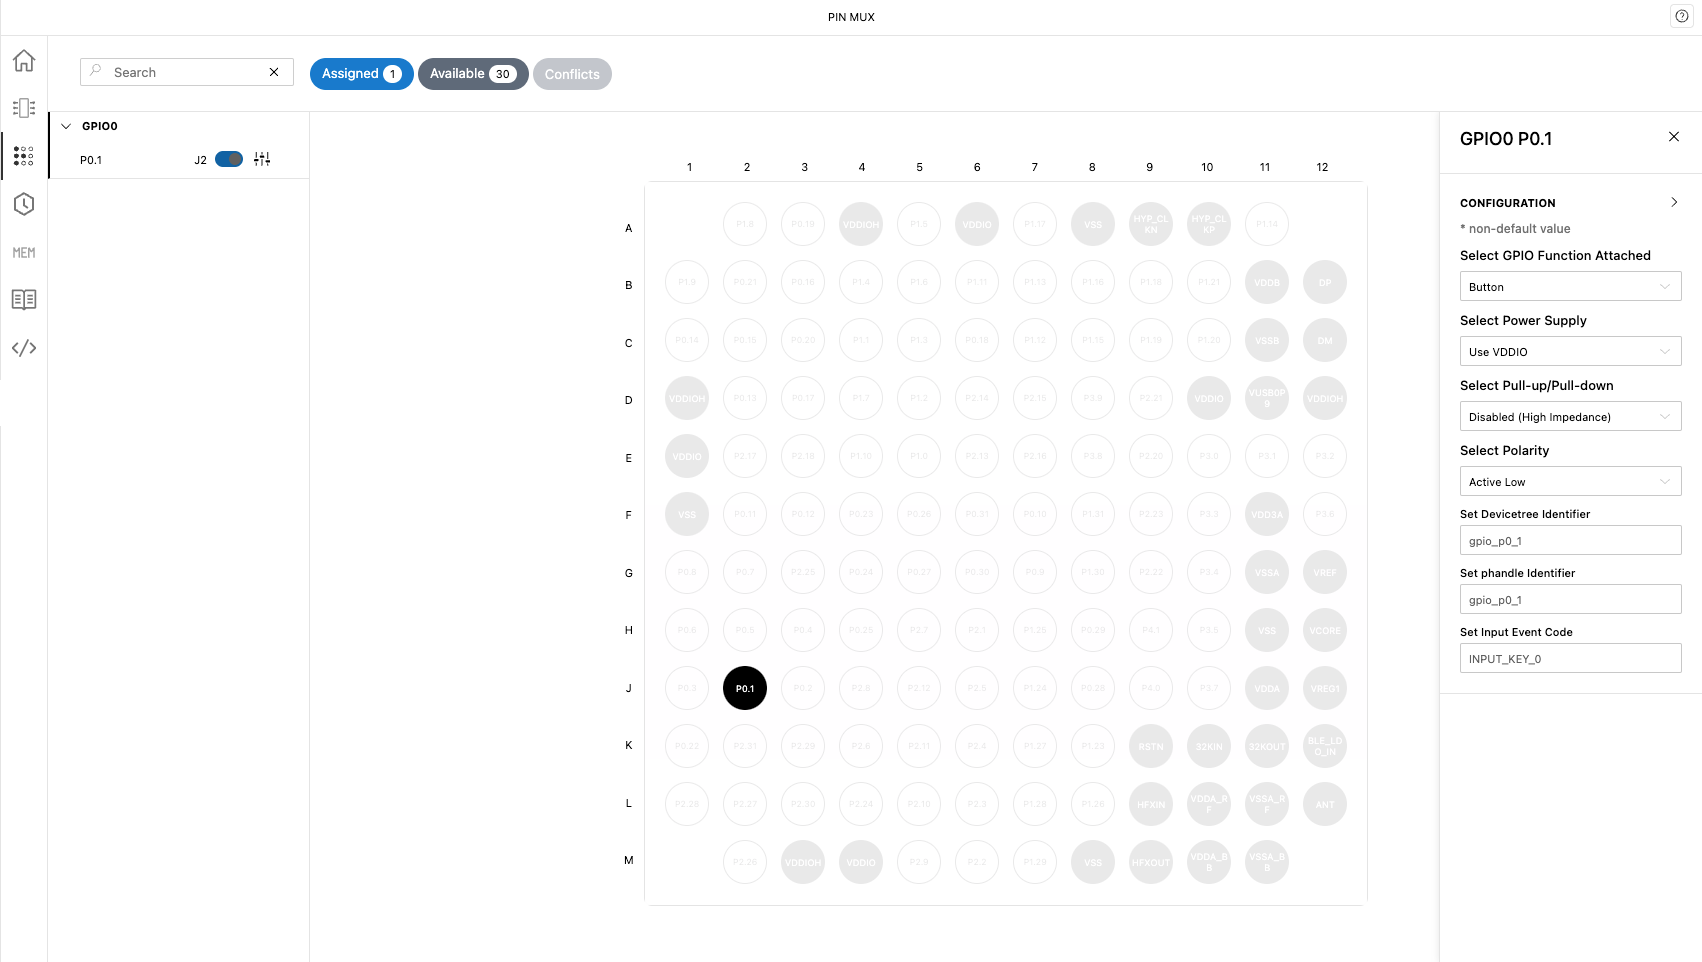 PIN MUX
Search
Assigned 1
Available 30
Conflicts
MEM
GPIO0
P0.1 J2
1 2 3 4 5 6 7 8 9 10 11 12
A P1.8 P0.19 VDDIOH P1.5 VDDIO P1.17 VSS HYP_CLKN HYP_CLKP P1.14
B P1.9 P0.21 P0.16 P1.4 P1.6 P1.11 P1.13 P1.16 P1.18 P1.21 VDDB DP
C P0.14 P0.15 P0.20 P1.1 P1.3 P0.18 P1.12 P1.15 P1.19 P1.20 VSSB DM
D VDDIOH P0.13 P0.17 P1.7 P1.2 P2.14 P2.15 P3.9 P2.21 VDDIO VUSB0P9 VDDIOH
E VDDIO P2.17 P2.18 P1.10 P1.0 P2.13 P2.16 P3.8 P2.20 P3.0 P3.1 P3.2
F VSS P0.11 P0.12 P0.23 P0.26 P0.31 P0.10 P1.31 P2.23 P3.3 VDD3A P3.6
G P0.7 P2.25 P0.24 P0.27 P0.30 P0.9 P1.30 P2.22 P3.4 VSSA VREF
H P0.5 P0.4 P0.25 P2.7 P2.1 P1.25 P0.29 P4.1 P3.5 VSS VCORE
J P0.3 P0.1 P0.2 P2.8 P2.12 P2.5 P1.24 P0.28 P4.0 P3.7 VDDA VREG1
K P0.22 P2.31 P2.29 P2.6 P2.11 P2.4 P1.27 P1.23 RSTN 32KIN 32KOUT BLE_LDO_IN
L P2.28 P2.27 P2.30 P2.24 P2.10 P2.3 P1.28 P1.26 HFXIN VDDA_RF VSSA_RF ANT
M P2.26 VDDIOH VDDIO P2.9 P2.2 P1.29 VSS HFXOUT VDDA_BB VSSA_BB
GPIO0 P0.1
CONFIGURATION
* non-default value
Select GPIO Function Attached
Button
Select Power Supply
Use VDDIO
Select Pull-up/Pull-down
Disabled (High Impedance)
Select Polarity
Active Low
Set Devicetree Identifier
gpio_p0_1
Set phandle Identifier
gpio_p0_1
Set Input Event Code
INPUT_KEY_0